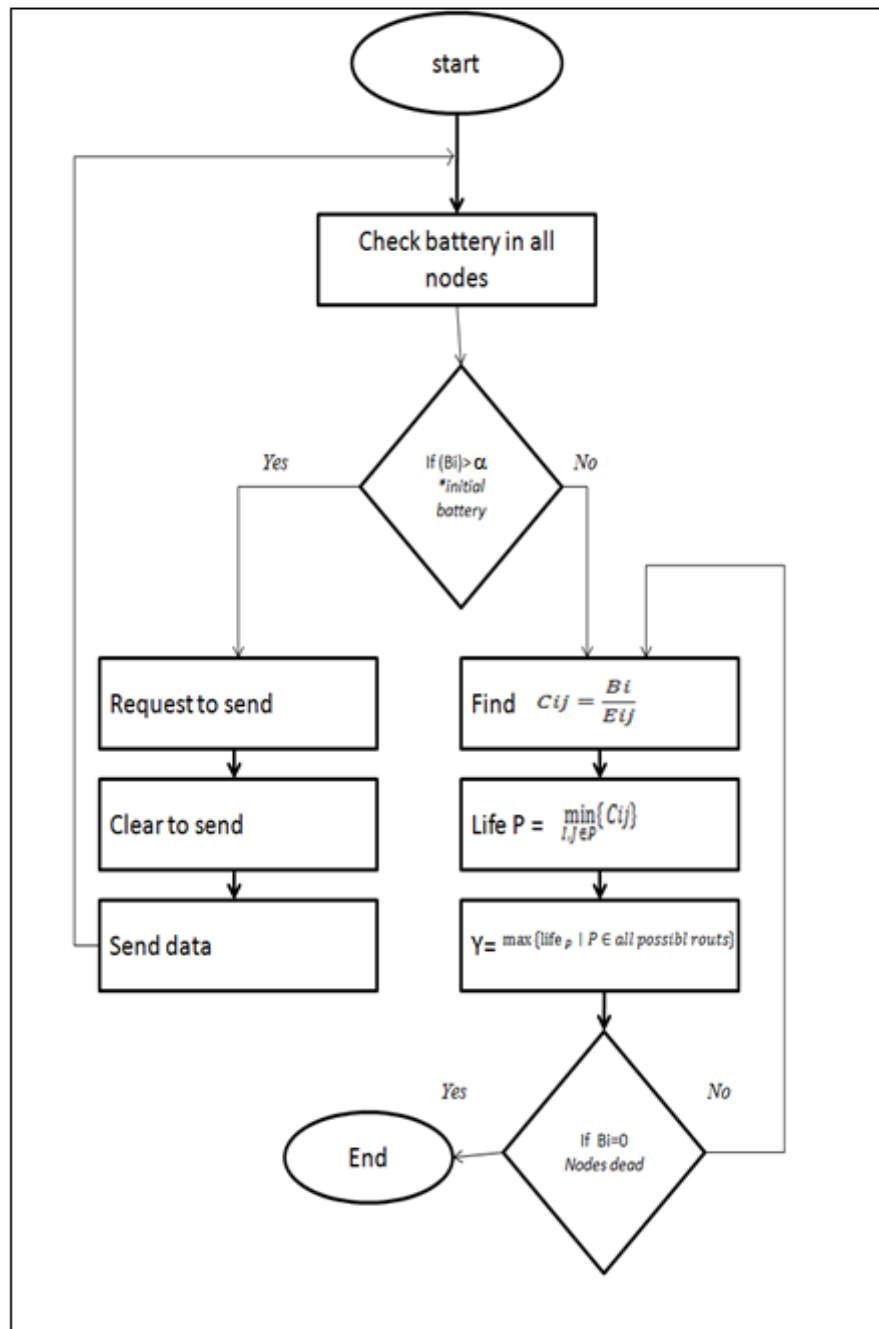 start
Check battery in all
nodes
If (Bi)> α
*initial
battery
Yes
No
Request to send
Clear to send
Send data
Find Cij = Bi / Eij
Life P = min {Cij}
I,J∈P
Y= max {life P | P ∈ all possibl routs}
If Bi=0
Nodes dead
Yes
No
End